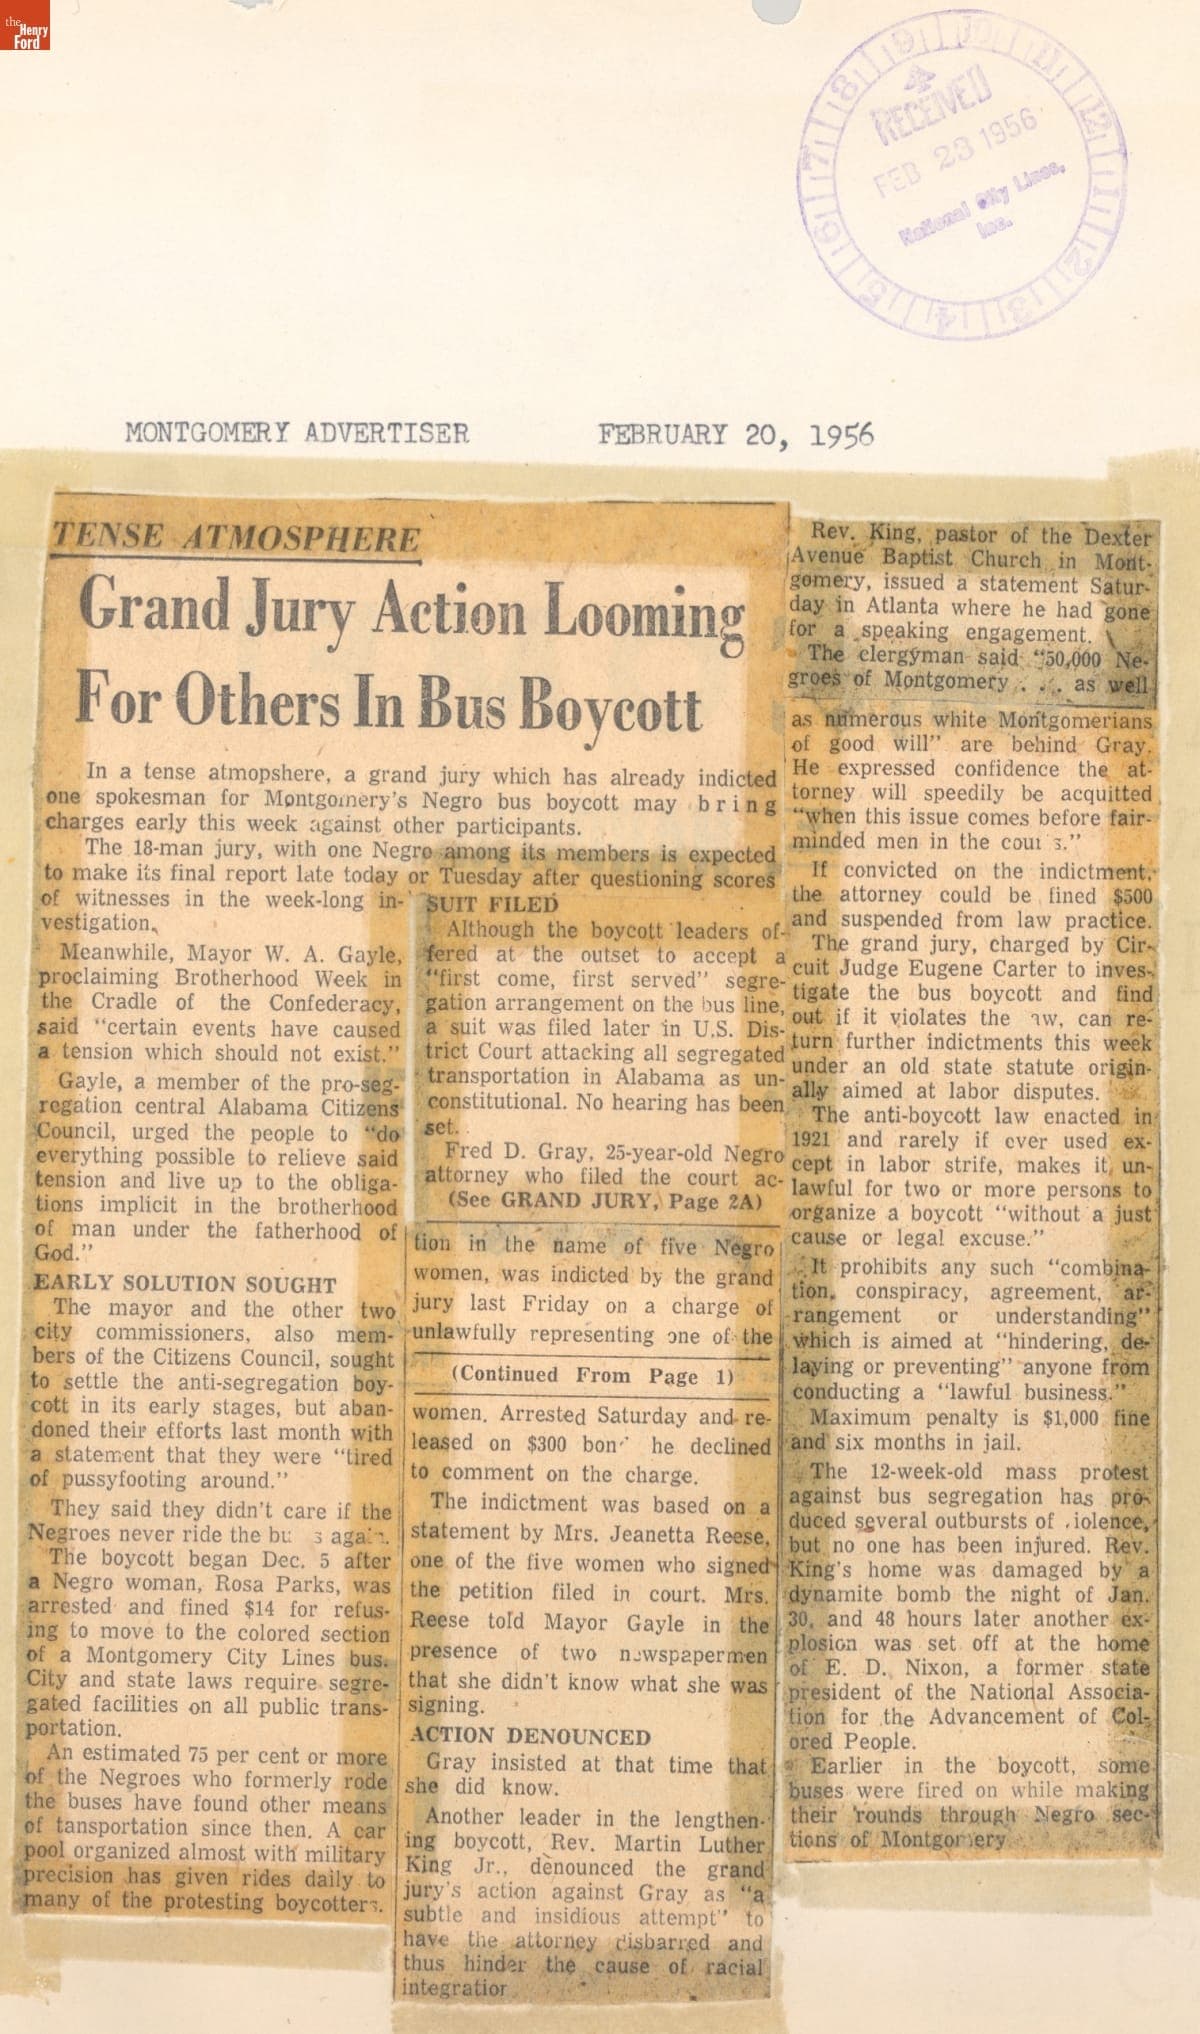 the
Henry
Ford
RECEIVED
FEB 23 1956
National City Lines,
Inc.
MONTGOMERY ADVERTISER FEBRUARY 20, 1956
TENSE ATMOSPHERE
Grand Jury Action Looming
For Others In Bus Boycott
In a tense atmopshere, a grand jury which has already indicted
one spokesman for Montgomery's Negro bus boycott may bring
charges early this week against other participants.
The 18-man jury, with one Negro among its members is expected
to make its final report late today or Tuesday after questioning scores
of witnesses in the week-long in-
vestigation.
Meanwhile, Mayor W. A. Gayle,
proclaiming Brotherhood Week in
the Cradle of the Confederacy,
said "certain events have caused
a tension which should not exist."
Gayle, a member of the pro-seg-
regation central Alabama Citizens
Council, urged the people to "do
everything possible to relieve said
tension and live up to the obliga-
tions implicit in the brotherhood
of man under the fatherhood of
God."
EARLY SOLUTION SOUGHT
The mayor and the other two
city commissioners, also mem-
bers of the Citizens Council, sought
to settle the anti-segregation boy-
cott in its early stages, but aban-
doned their efforts last month with
a statement that they were "tired
of pussyfooting around."
They said they didn't care if the
Negroes never ride the bu s again.
The boycott began Dec. 5 after
a Negro woman, Rosa Parks, was
arrested and fined $14 for refus-
ing to move to the colored section
of a Montgomery City Lines bus.
City and state laws require segre-
gated facilities on all public trans-
portation.
An estimated 75 per cent or more
of the Negroes who formerly rode
the buses have found other means
of tansportation since then. A car
pool organized almost with military
precision has given rides daily to
many of the protesting boycotters.
SUIT FILED
Although the boycott leaders of-
fered at the outset to accept a
"first come, first served" segre-
gation arrangement on the bus line,
a suit was filed later in U.S. Dis-
trict Court attacking all segregated
transportation in Alabama as un-
constitutional. No hearing has been
set.
Fred D. Gray, 25-year-old Negro
attorney who filed the court ac-
(See GRAND JURY, Page 2A)
tion in the name of five Negro
women, was indicted by the grand
jury last Friday on a charge of
unlawfully representing one of the
(Continued From Page 1)
women. Arrested Saturday and re-
leased on $300 bon he declined
to comment on the charge.
The indictment was based on a
statement by Mrs. Jeanetta Reese,
one of the five women who signed
the petition filed in court. Mrs.
Reese told Mayor Gayle in the
presence of two newspapermen
that she didn't know what she was
signing.
ACTION DENOUNCED
Gray insisted at that time that
she did know.
Another leader in the lengthen-
ing boycott, Rev. Martin Luther
King Jr., denounced the grand
jury's action against Gray as "a
subtle and insidious attempt" to
have the attorney disbarred and
thus hinder the cause of racial
integration
Rev. King, pastor of the Dexter
Avenue Baptist Church in Mont-
gomery, issued a statement Satur-
day in Atlanta where he had gone
for a speaking engagement.
The clergyman said "50,000 Ne-
groes of Montgomery . . . as well
as numerous white Montgomerians
of good will" are behind Gray.
He expressed confidence the at-
torney will speedily be acquitted
"when this issue comes before fair-
minded men in the cour s."
If convicted on the indictment,
the attorney could be fined $500
and suspended from law practice.
The grand jury, charged by Cir-
cuit Judge Eugene Carter to inves-
tigate the bus boycott and find
out if it violates the aw, can re-
turn further indictments this week
under an old state statute origin-
ally aimed at labor disputes.
The anti-boycott law enacted in
1921 and rarely if ever used ex-
cept in labor strife, makes it un-
lawful for two or more persons to
organize a boycott "without a just
cause or legal excuse."
It prohibits any such "combina-
tion, conspiracy, agreement, ar-
rangement or understanding"
which is aimed at "hindering, de-
laying or preventing" anyone from
conducting a "lawful business."
Maximum penalty is $1,000 fine
and six months in jail.
The 12-week-old mass protest
against bus segregation has pro-
duced several outbursts of iolence,
but no one has been injured. Rev.
King's home was damaged by a
dynamite bomb the night of Jan.
30, and 48 hours later another ex-
plosion was set off at the home
of E. D. Nixon, a former state
president of the National Associa-
tion for the Advancement of Col-
ored People.
Earlier in the boycott, some
buses were fired on while making
their rounds through Negro sec-
tions of Montgomery